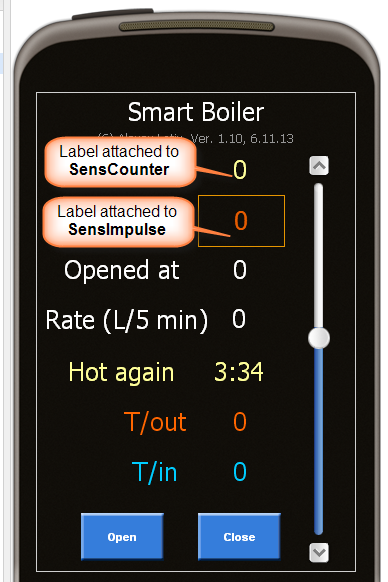 Smart Boiler
Ver. 1.10, 6.11.13
Label attached to
SensCounter
0
Label attached to
SensImpulse
0
Opened at 0
Rate (L/5 min) 0
Hot again 3:34
T/out 0
T/in 0
Open Close